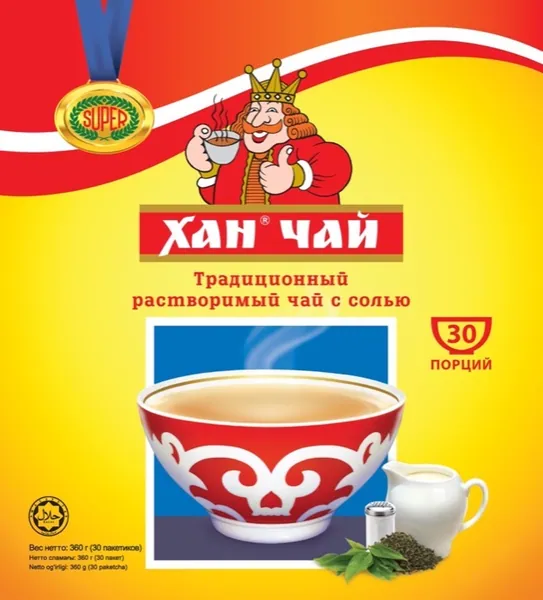 SUPER
ХАН® ЧАЙ
Традиционный
растворимый чай с солью
30
ПОРЦИЙ
حلال
Вес нетто: 360 г (30 пакетиков)
Нетто салмағы: 360 г (30 пакет)
Netto og'irligi: 360 g (30 paketcha)